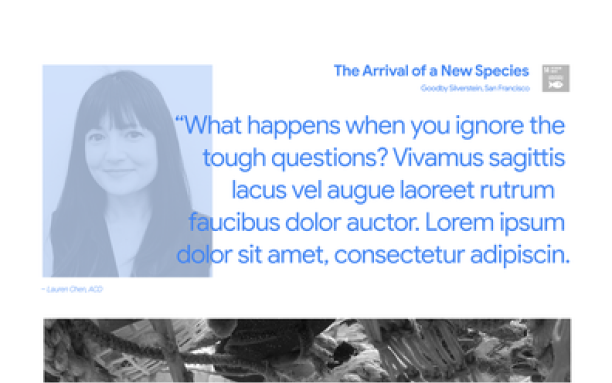 The Arrival of a New Species
Goodby Silverstein, San Francisco
“What happens when you ignore the
tough questions? Vivamus sagittis
lacus vel augue laoreet rutrum
faucibus dolor auctor. Lorem ipsum
dolor sit amet, consectetur adipiscin.
– Lauren Chen, ACD